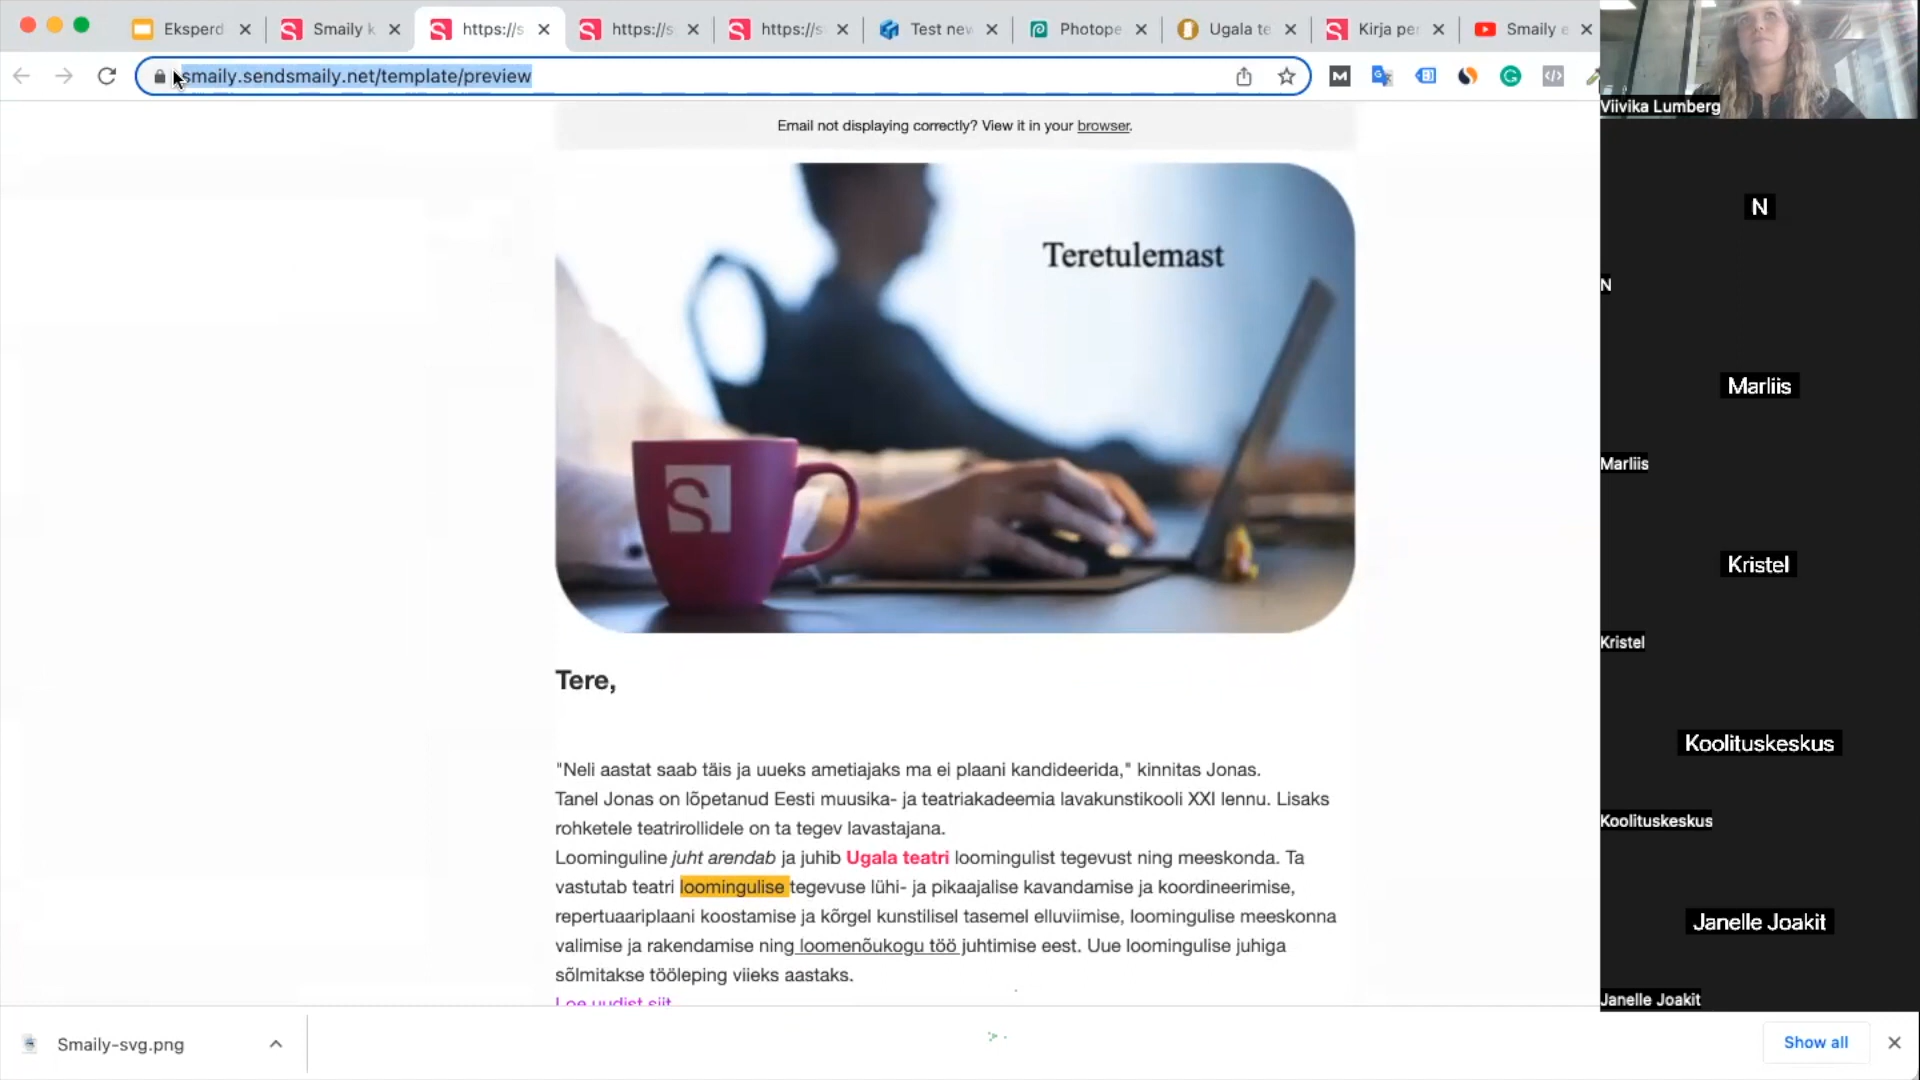 Eksperd
Smaily k
https://s
https://s
https://s
Test nev
Photope
Ugala te
Kirja per
Smaily e
smaily.sendsmaily.net/template/preview
Email not displaying correctly? View it in your browser.
Teretulemast
S
Tere,
"Neli aastat saab täis ja uueks ametiajaks ma ei plaani kandideerida," kinnitas Jonas.
Tanel Jonas on lõpetanud Eesti muusika- ja teatriakadeemia lavakunstikooli XXI lennu. Lisaks
rohketele teatrirollidele on ta tegev lavastajana.
Loominguline juht arendab ja juhib Ugala teatri loomingulist tegevust ning meeskonda. Ta
vastutab teatri loomingulise tegevuse lühi- ja pikaajalise kavandamise ja koordineerimise,
repertuaariplaani koostamise ja kõrgel kunstilisel tasemel elluviimise, loomingulise meeskonna
valimise ja rakendamise ning loomenõukogu töö juhtimise eest. Uue loomingulise juhiga
sõlmitakse tööleping viieks aastaks.
Loe uudist siit
Smaily-svg.png
Show all
Viivika Lumberg
N
N
Marliis
Marliis
Kristel
Kristel
Koolituskeskus
Koolituskeskus
Janelle Joakit
Janelle Joakit